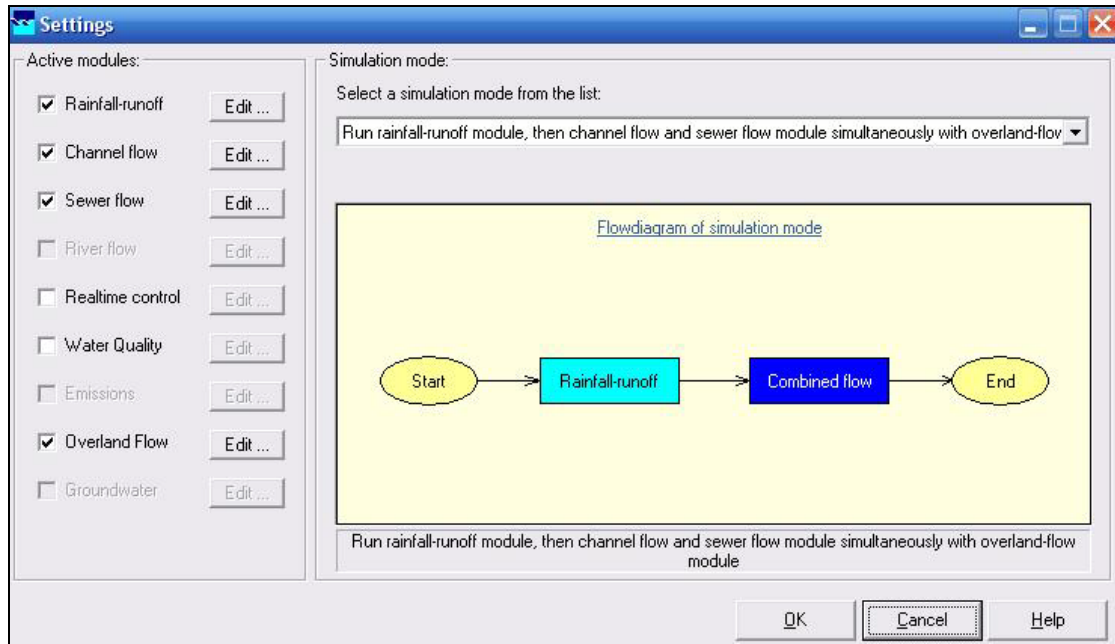 Settings
Active modules:
Rainfall-runoff Edit ...
Channel flow Edit ...
Sewer flow Edit ...
River flow Edit ...
Realtime control Edit ...
Water Quality Edit ...
Emissions Edit ...
Overland Flow Edit ...
Groundwater Edit ...
Simulation mode:
Select a simulation mode from the list:
Run rainfall-runoff module, then channel flow and sewer flow module simultaneously with overland-flow
Flowdiagram of simulation mode
Start Rainfall-runoff Combined flow End
Run rainfall-runoff module, then channel flow and sewer flow module simultaneously with overland-flow
module
OK Cancel Help